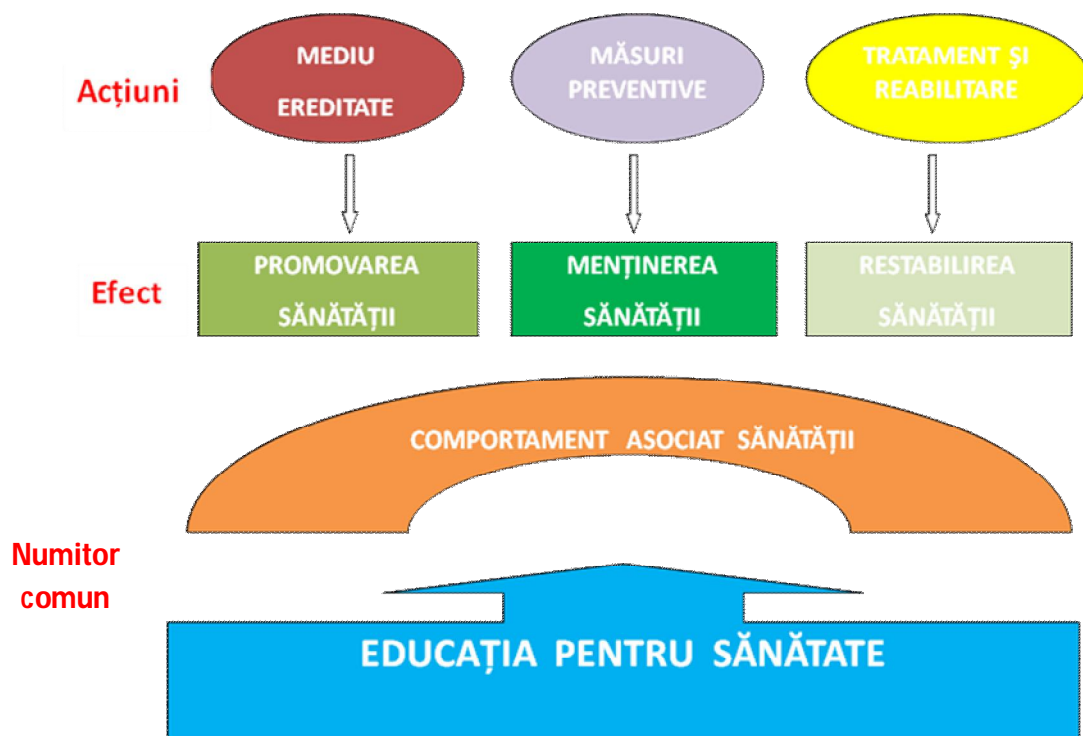 MEDIU
EREDITATE
MĂSURI
PREVENTIVE
TRATAMENT ŞI
REABILITARE
Acțiuni
PROMOVAREA
SĂNĂTĂȚII
MENȚINEREA
SĂNĂTĂȚII
RESTABILIREA
SĂNĂTĂȚII
Efect
COMPORTAMENT ASOCIAT SĂNĂTĂȚII
Numitor
comun
EDUCAȚIA PENTRU SĂNĂTATE